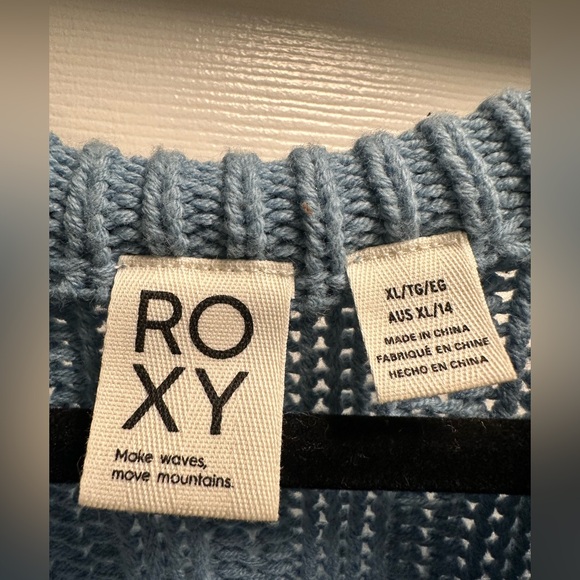 RO
XY
Make waves,
move mountains.
XL/TG/EG
AUS XL/14
MADE IN CHINA
FABRIQUÉ EN CHINE
HECHO EN CHINA